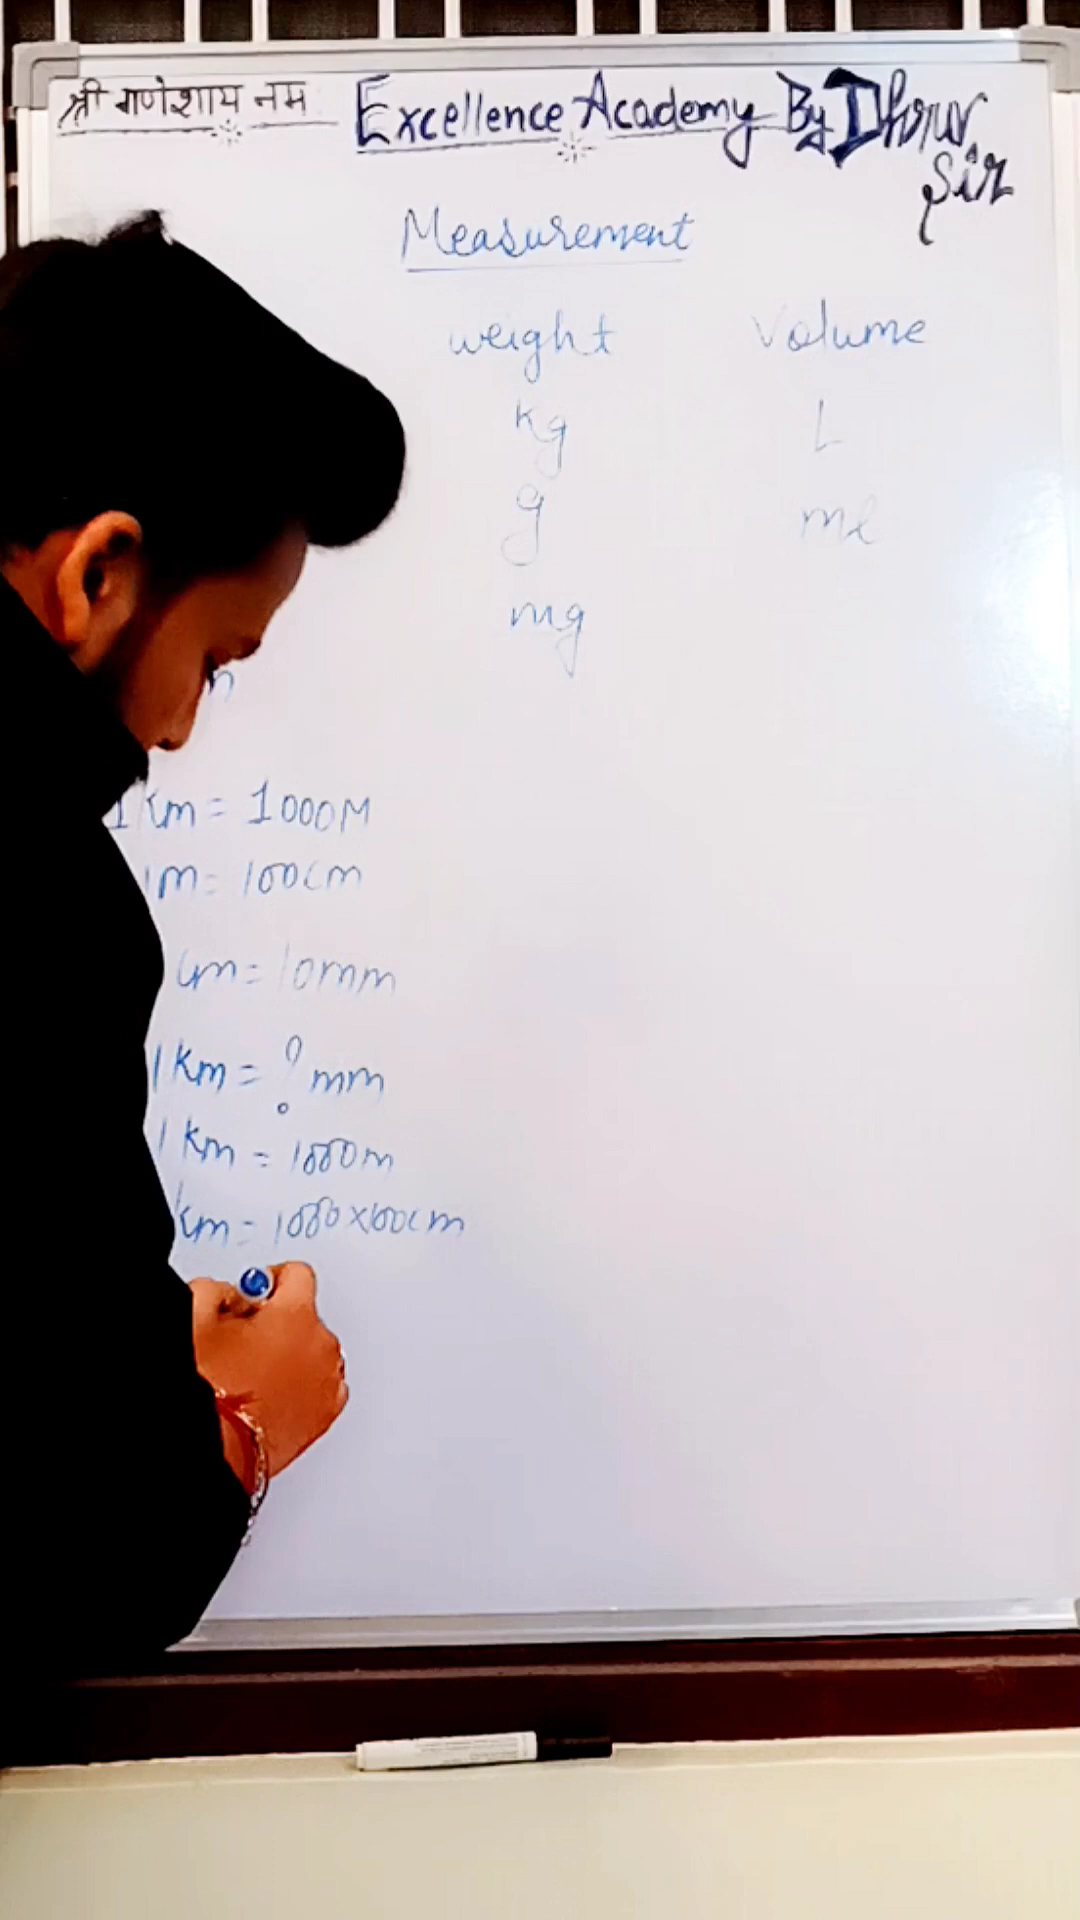 श्री गणेशाय नम Excellence Academy By Dhruv Sir
Measurement
weight Volume
kg L
g ml
mg
1 Km = 1000M
1m = 100cm
cm = 10mm
1 Km = ? mm
1 Km = 1000m
1 km = 1000x100cm